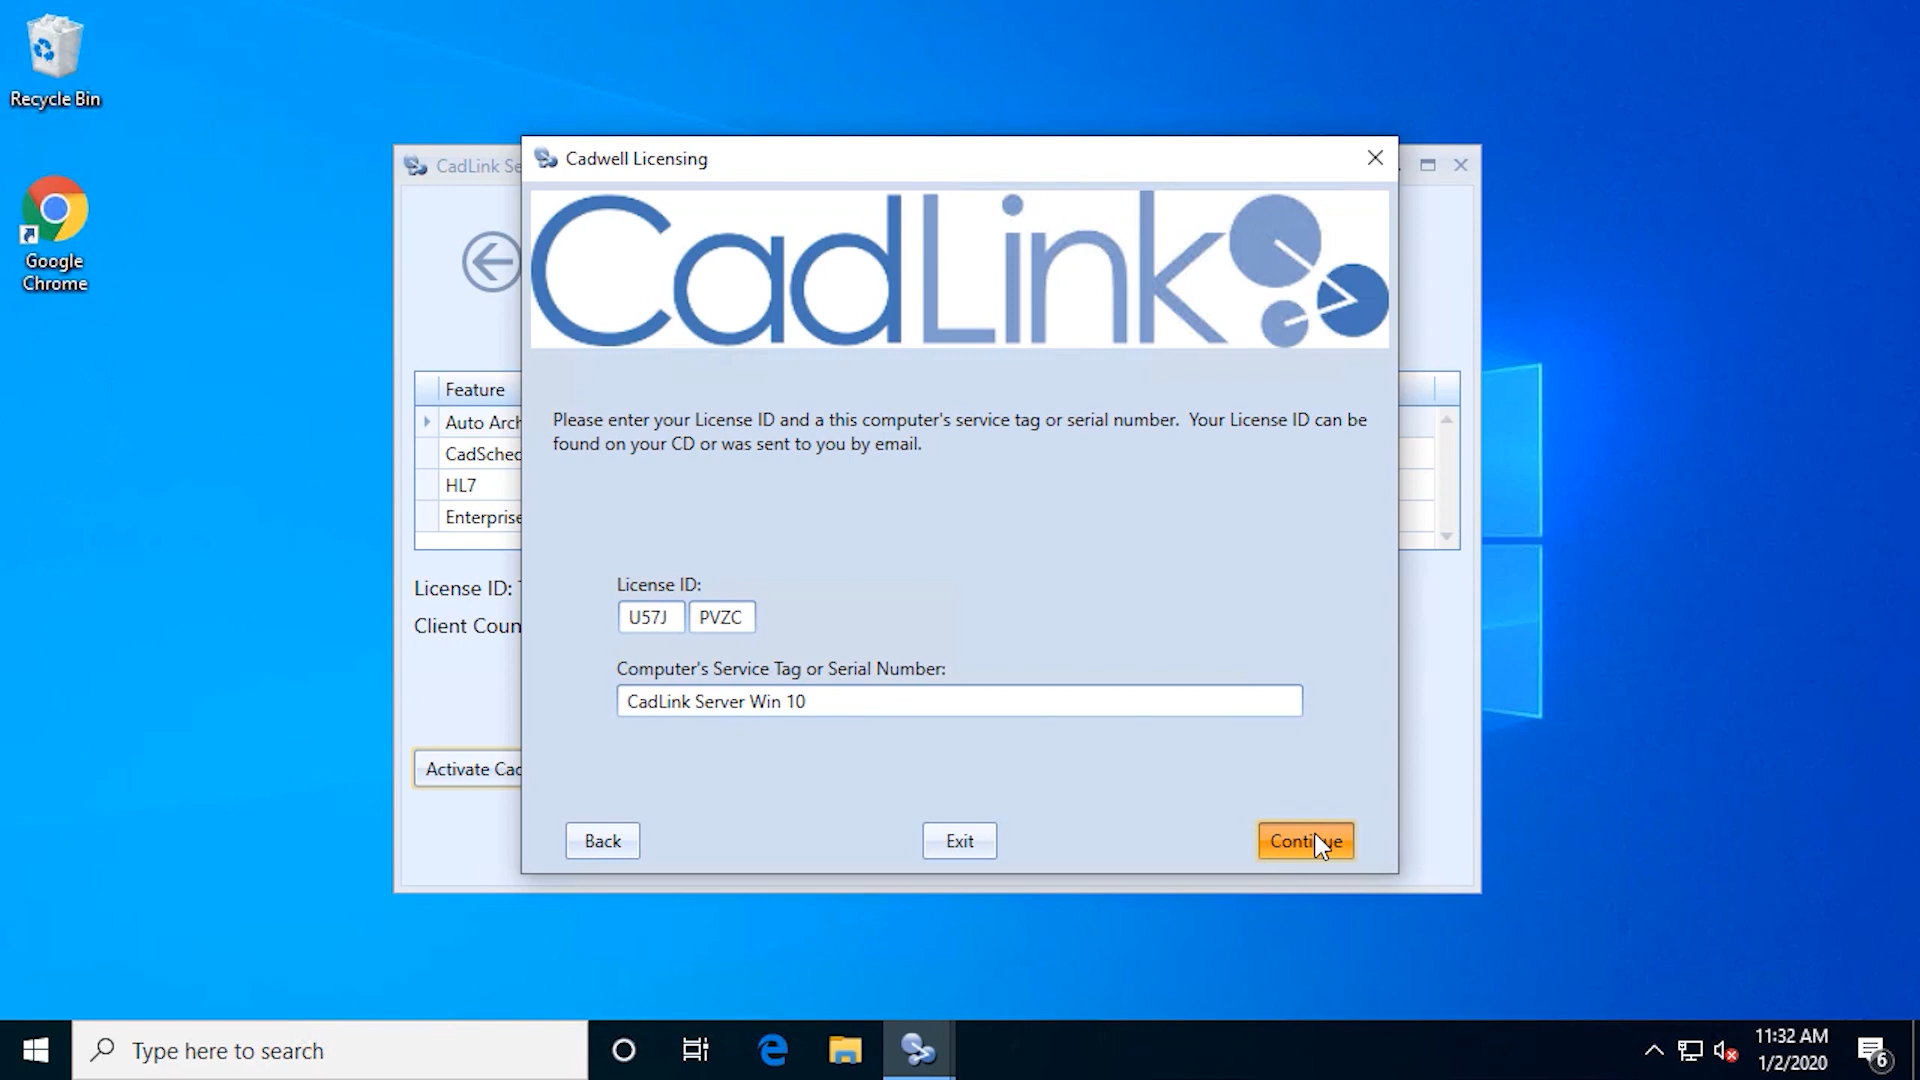 Recycle Bin
Google
Chrome
CadLink Se
Cadwell Licensing
CadLink
Feature
Auto Arch
CadSched
HL7
Enterprise
License ID:
Client Coun
Activate Cad
Please enter your License ID and a this computer's service tag or serial number. Your License ID can be
found on your CD or was sent to you by email.
License ID:
U57J PVZC
Computer's Service Tag or Serial Number:
CadLink Server Win 10
Back
Exit
Continue
Type here to search
11:32 AM
1/2/2020
6